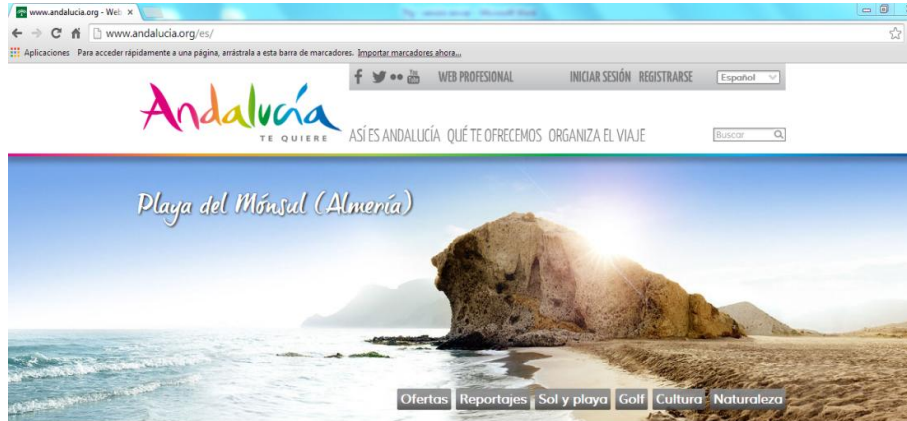 www.andalucia.org - Web
www.andalucia.org/es/
Aplicaciones Para acceder rápidamente a una página, arrástrala a esta barra de marcadores. Importar marcadores ahora...
f You Tube WEB PROFESIONAL INICIAR SESIÓN REGISTRARSE Español
Andalucía
TE QUIERE
ASÍ ES ANDALUCÍA QUÉ TE OFRECEMOS ORGANIZA EL VIAJE Buscar
Playa del Mónsul (Almería)
Ofertas Reportajes Sol y playa Golf Cultura Naturaleza